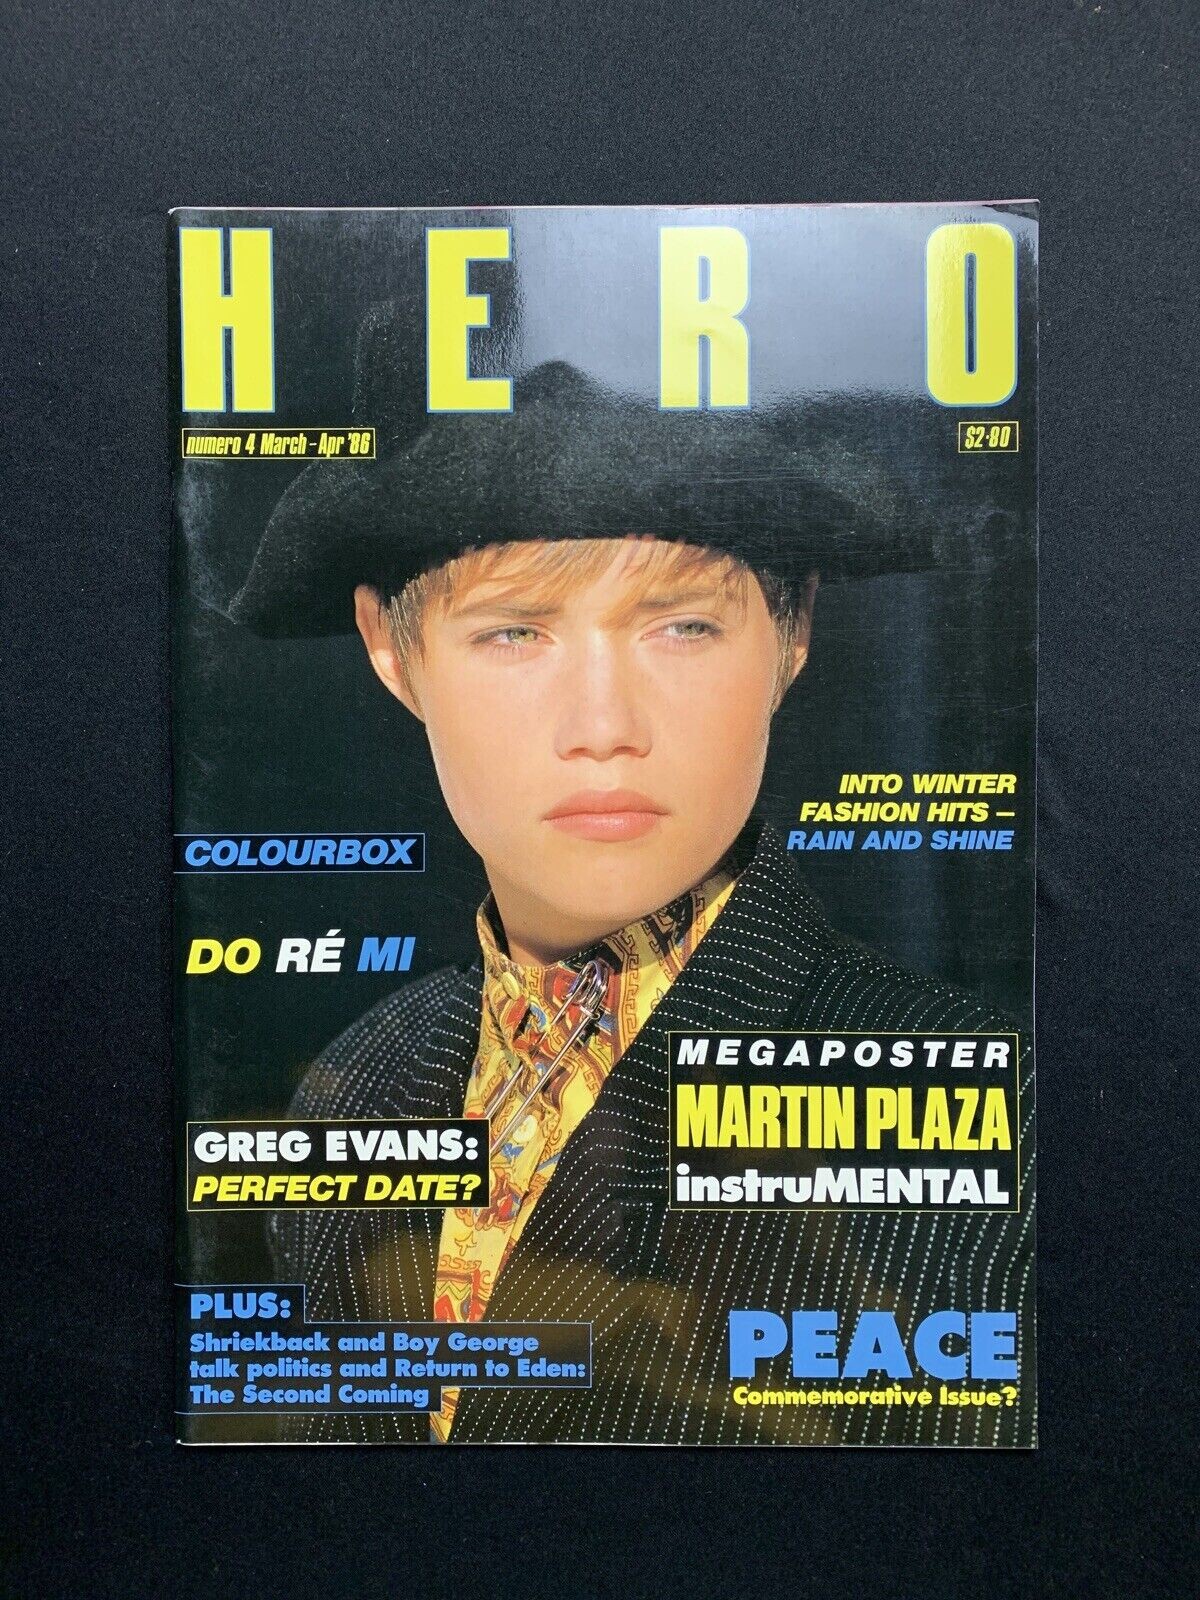 HERO
numero 4 March-Apr '86
$2·80
INTO WINTER
FASHION HITS –
RAIN AND SHINE
COLOURBOX
DO RÉ MI
MEGAPOSTER
MARTIN PLAZA
instruMENTAL
GREG EVANS:
PERFECT DATE?
PLUS:
Shriekback and Boy George
talk politics and Return to Eden:
The Second Coming
PEACE
Commemorative Issue?